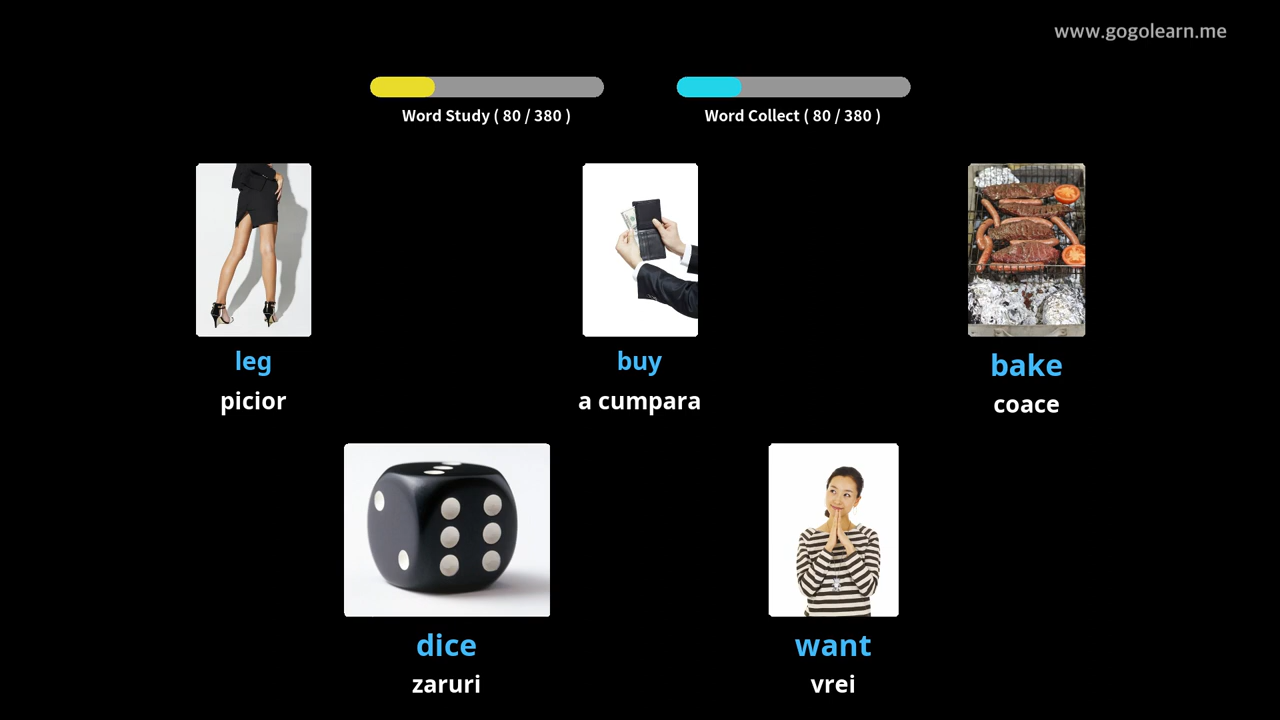 www.gogolearn.me
Word Study ( 80 / 380 )
Word Collect ( 80 / 380 )
leg
picior
buy
a cumpara
bake
coace
dice
zaruri
want
vrei